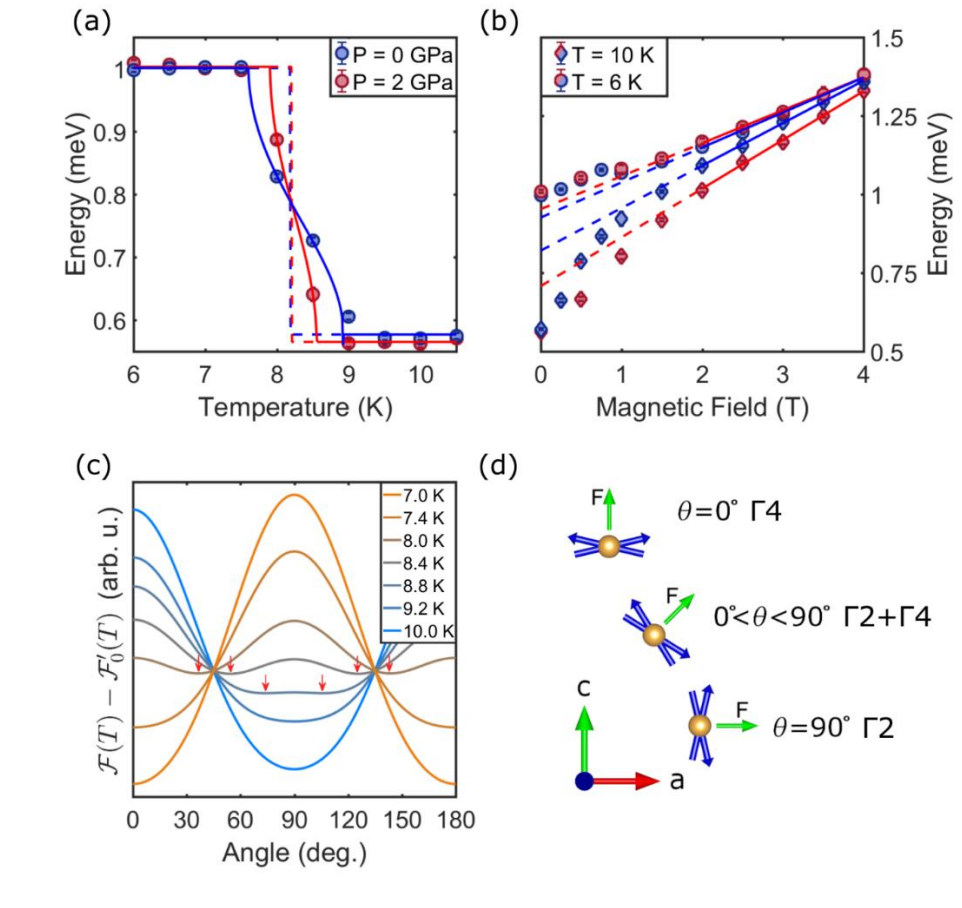 (a)
P = 0 GPa
P = 2 GPa
1
0.9
0.8
0.7
0.6
Energy (meV)
6 7 8 9 10
Temperature (K)
(b)
T = 10 K
T = 6 K
1.5
1.25
1
0.75
0.5
Energy (meV)
0 1 2 3 4
Magnetic Field (T)
(c)
7.0 K
7.4 K
8.0 K
8.4 K
8.8 K
9.2 K
10.0 K
ℱ(T) − ℱ′₀(T) (arb. u.)
0 30 60 90 120 150 180
Angle (deg.)
(d)
F
θ=0° Γ4
F
0°<θ<90° Γ2+Γ4
F
θ=90° Γ2
c
a